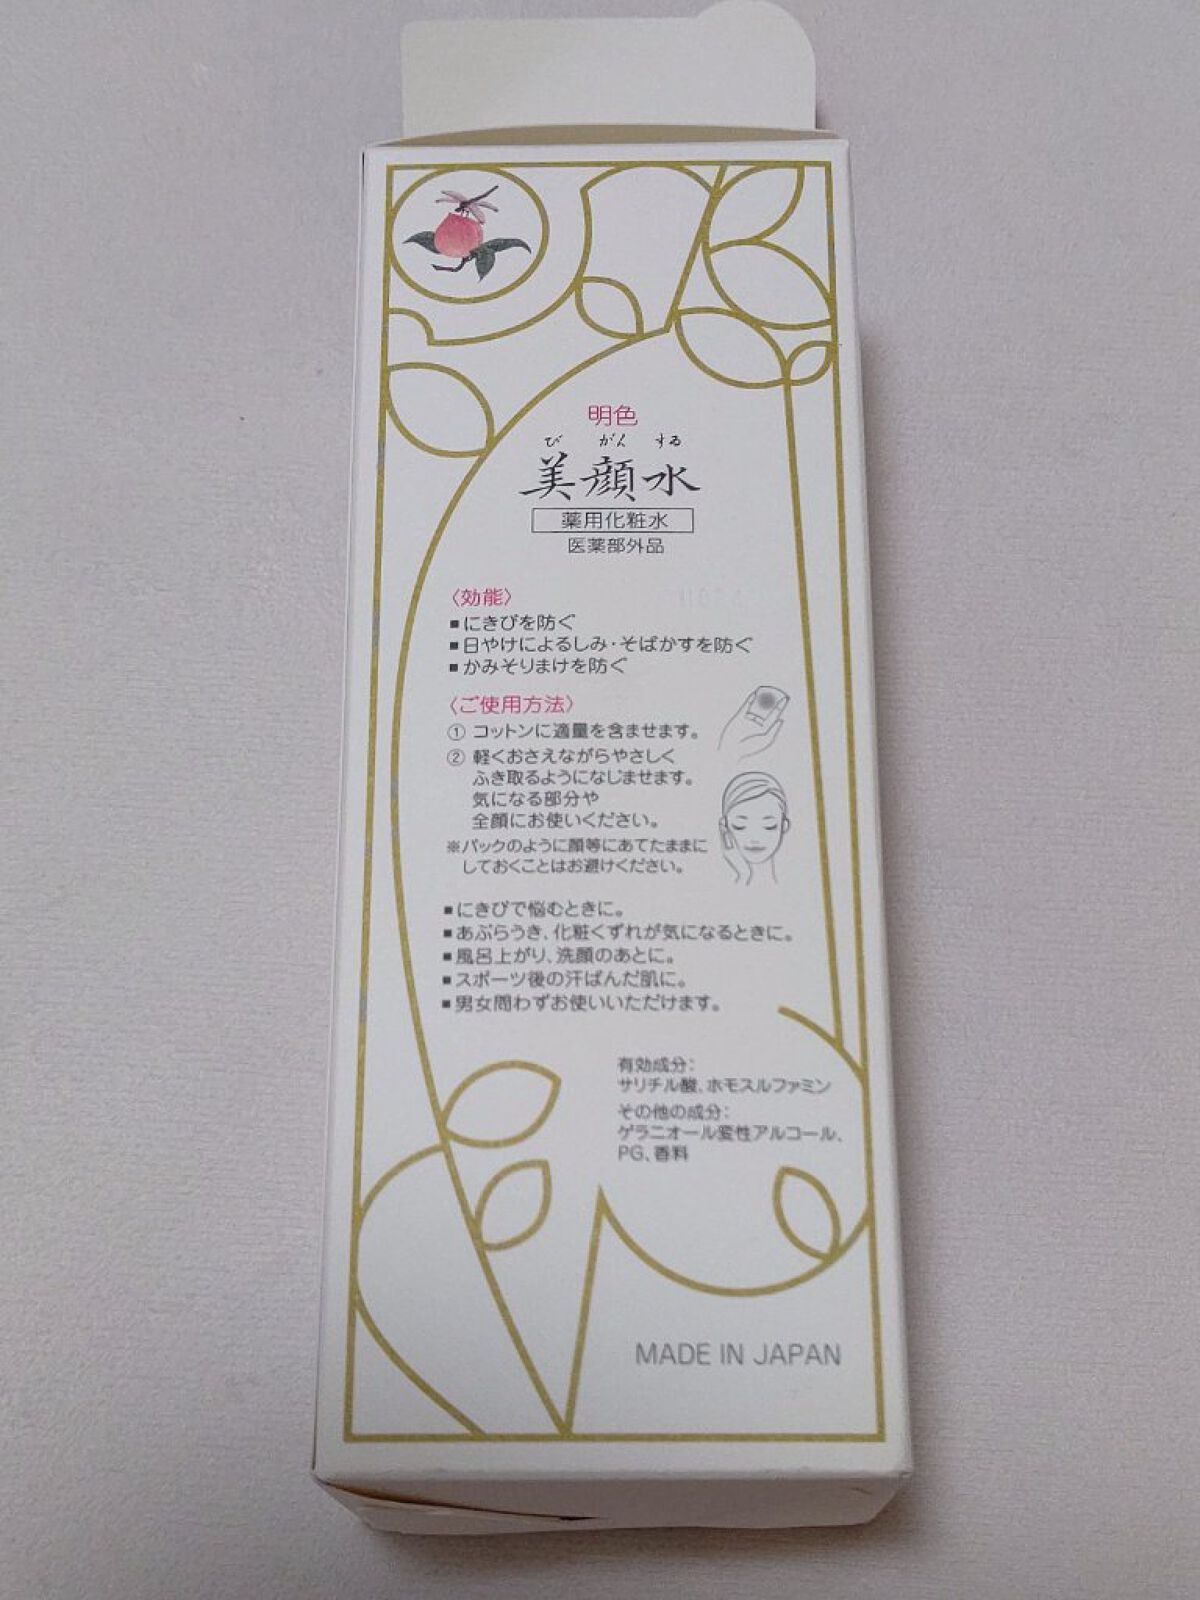 明色
び がん すゐ
美顔水
薬用化粧水
医薬部外品
〈効能〉
■にきびを防ぐ
■日やけによるしみ・そばかすを防ぐ
■かみそりまけを防ぐ
〈ご使用方法〉
① コットンに適量を含ませます。
② 軽くおさえながらやさしく
ふき取るようになじませます。
気になる部分や
全顔にお使いください。
※パックのように顔等にあてたままに
しておくことはお避けください。
■にきびで悩むときに。
■あぶらうき、化粧くずれが気になるときに。
■風呂上がり、洗顔のあとに。
■スポーツ後の汗ばんだ肌に。
■男女問わずお使いいただけます。
有効成分：
サリチル酸、ホモスルファミン
その他の成分：
ゲラニオール変性アルコール、
PG、香料
MADE IN JAPAN